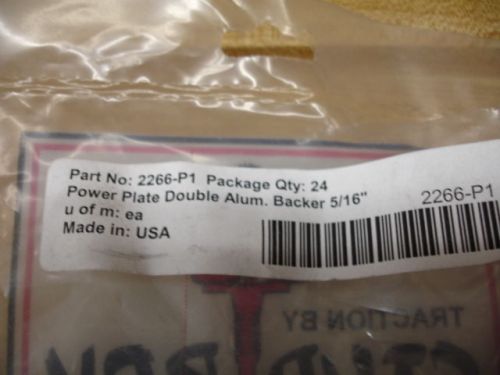 Part No: 2266-P1 Package Qty: 24
Power Plate Double Alum. Backer 5/16"
u of m: ea
Made in: USA
2266-P1
TRACTION BY